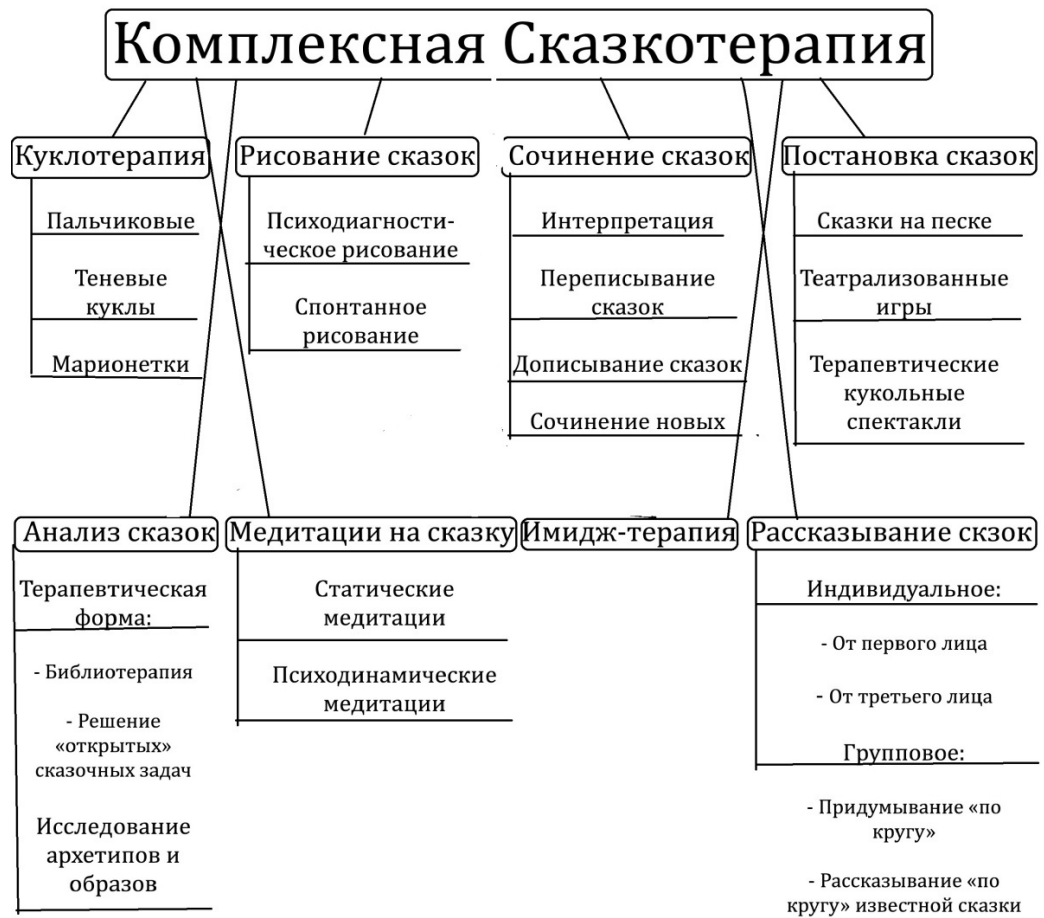 Комплексная Сказкотерапия
Куклотерапия
Пальчиковые
Теневые
куклы
Марионетки
Рисование сказок
Психодиагности-
ческое рисование
Спонтанное
рисование
Сочинение сказок
Интерпретация
Переписывание
сказок
Дописывание сказок
Сочинение новых
Постановка сказок
Сказки на песке
Театрализованные
игры
Терапевтические
кукольные
спектакли
Анализ сказок
Терапевтическая
форма:
- Библиотерапия
- Решение
«открытых»
сказочных задач
Исследование
архетипов и
образов
Медитации на сказку
Статические
медитации
Психодинамические
медитации
Имидж-терапия
Рассказывание скзок
Индивидуальное:
- От первого лица
- От третьего лица
Групповое:
- Придумывание «по
кругу»
- Рассказывание «по
кругу» известной сказки